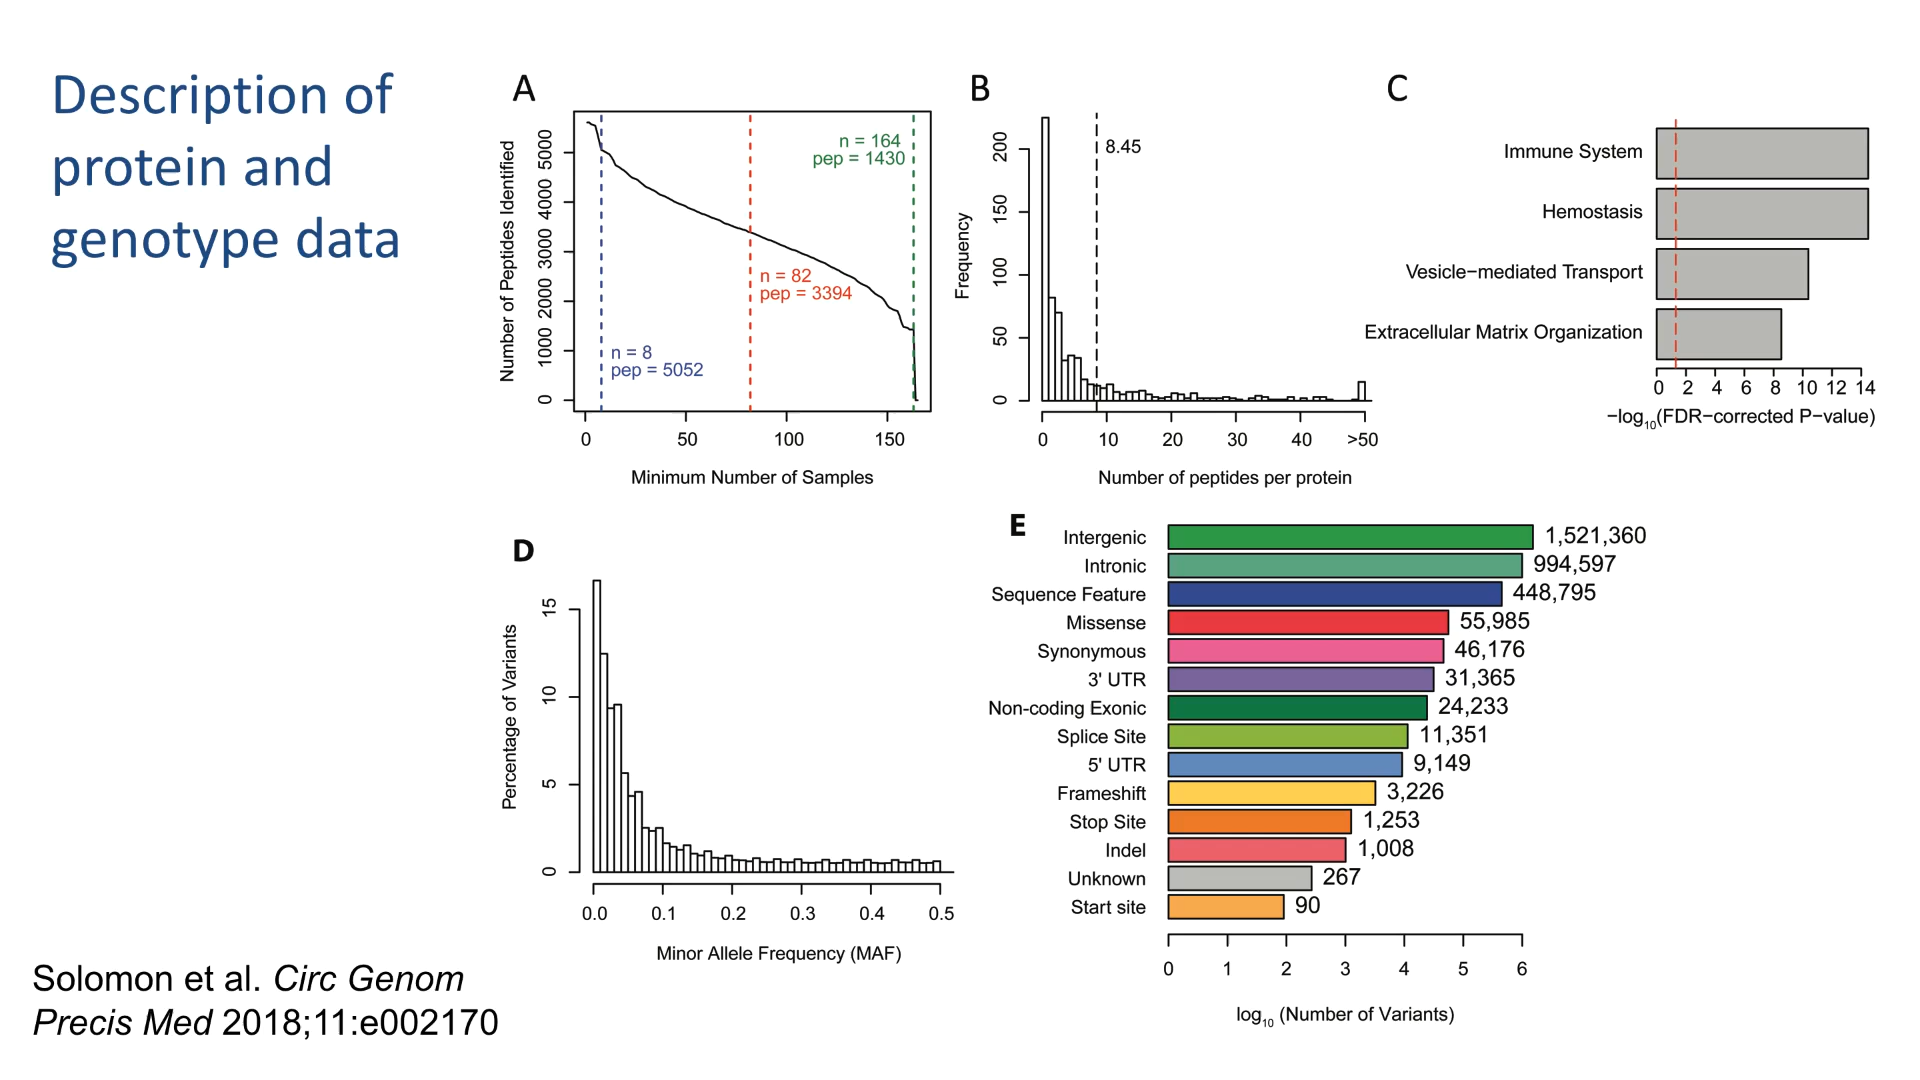 Description of
protein and
genotype data
A
Number of Peptides Identified
5000
4000
3000
2000
1000
0
n = 164
pep = 1430
n = 82
pep = 3394
n = 8
pep = 5052
0 50 100 150
Minimum Number of Samples
B
Frequency
200
150
100
50
0
8.45
0 10 20 30 40 >50
Number of peptides per protein
C
Immune System
Hemostasis
Vesicle−mediated Transport
Extracellular Matrix Organization
0 2 4 6 8 10 12 14
−log10(FDR−corrected P−value)
D
Percentage of Variants
15
10
5
0
0.0 0.1 0.2 0.3 0.4 0.5
Minor Allele Frequency (MAF)
E
Intergenic 1,521,360
Intronic 994,597
Sequence Feature 448,795
Missense 55,985
Synonymous 46,176
3' UTR 31,365
Non-coding Exonic 24,233
Splice Site 11,351
5' UTR 9,149
Frameshift 3,226
Stop Site 1,253
Indel 1,008
Unknown 267
Start site 90
0 1 2 3 4 5 6
log10 (Number of Variants)
Solomon et al. Circ Genom
Precis Med 2018;11:e002170